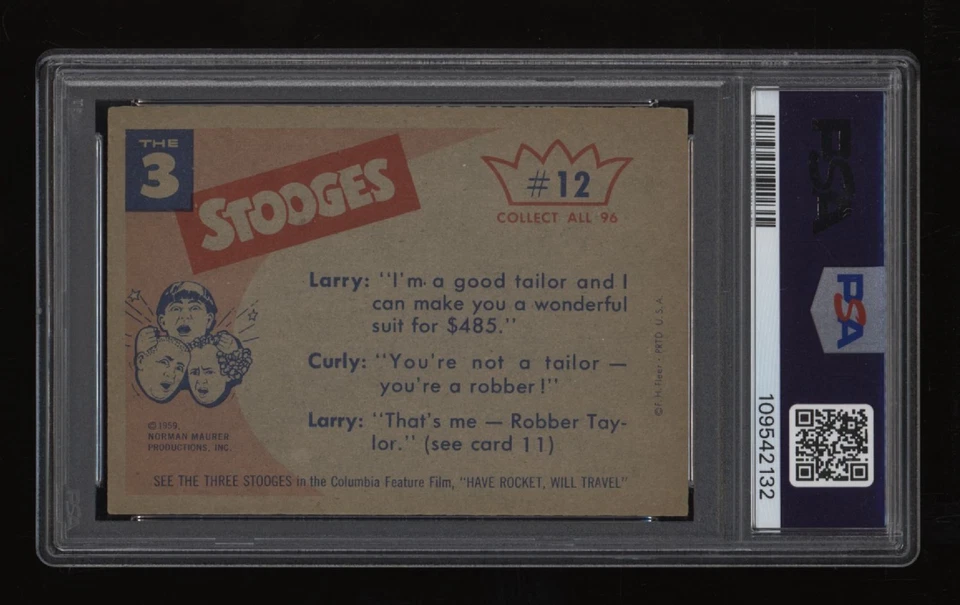 THE
3
STOOGES
#12
COLLECT ALL 96
Larry: "I'm a good tailor and I
can make you a wonderful
suit for $485."
Curly: "You're not a tailor —
you're a robber!"
Larry: "That's me — Robber Tay-
lor." (see card 11)
© 1959
NORMAN MAURER
PRODUCTIONS, INC.
SEE THE THREE STOOGES in the Columbia Feature Film, "HAVE ROCKET, WILL TRAVEL"
© F. H. Fleer • PRTD U.S.A.
PSA
PSA
109542132